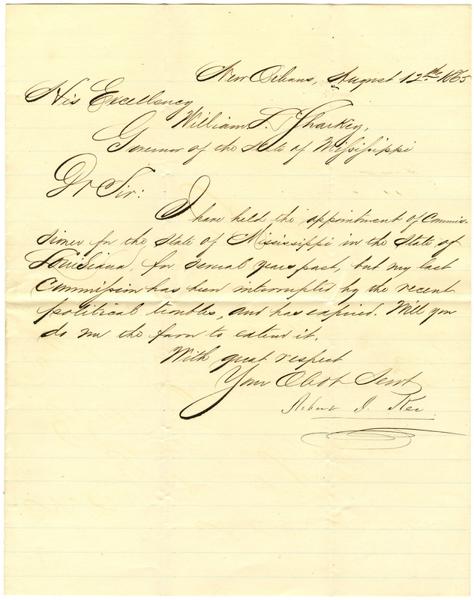 New Orleans, August 12th 1865
His Excellency
William L. Sharkey,
Governor of the State of Mississippi
Dr Sir:
I have held the appointment of Commis-
sioner for the State of Mississippi in the State of
Louisiana, for several years past, but my last
Commission has been interrupted by the recent
political troubles, and has expired. Will you
do me the favor to extend it.
With great respect
Your Obdt Servt
Robert J. Ker